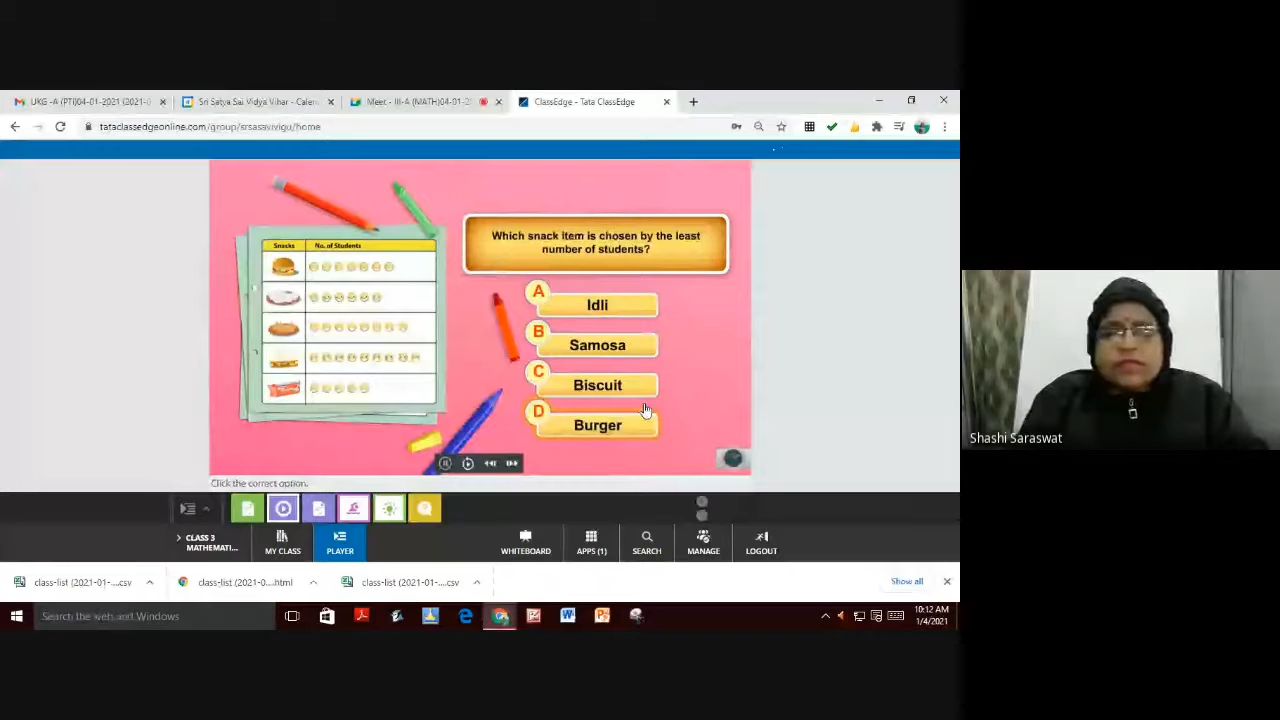 UKG -A (PTI)04-01-2021 (2021-0
Sri Satya Sai Vidya Vihar - Calen
Meet - III-A (MATH)04-01-2
ClassEdge - Tata ClassEdge
tataclassedgeonline.com/group/srsasavivigu/home
Snacks No. of Students
Which snack item is chosen by the least
number of students?
A Idli
B Samosa
C Biscuit
D Burger
Click the correct option.
Shashi Saraswat
CLASS 3
MATHEMATI...
MY CLASS
PLAYER
WHITEBOARD
APPS (1)
SEARCH
MANAGE
LOGOUT
class-list (2021-01-....csv
class-list (2021-0....html
class-list (2021-01-....csv
Show all
Search the web and Windows
10:12 AM
1/4/2021